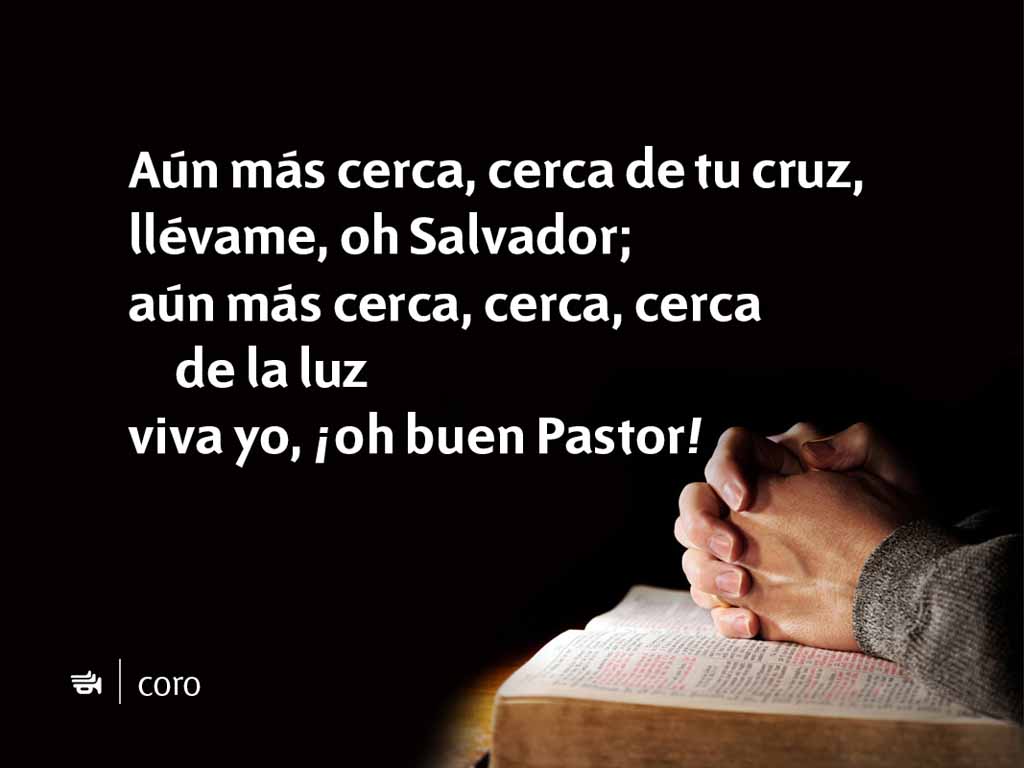 Aún más cerca, cerca de tu cruz,
llévame, oh Salvador;
aún más cerca, cerca, cerca
de la luz
viva yo, ¡oh buen Pastor!
coro